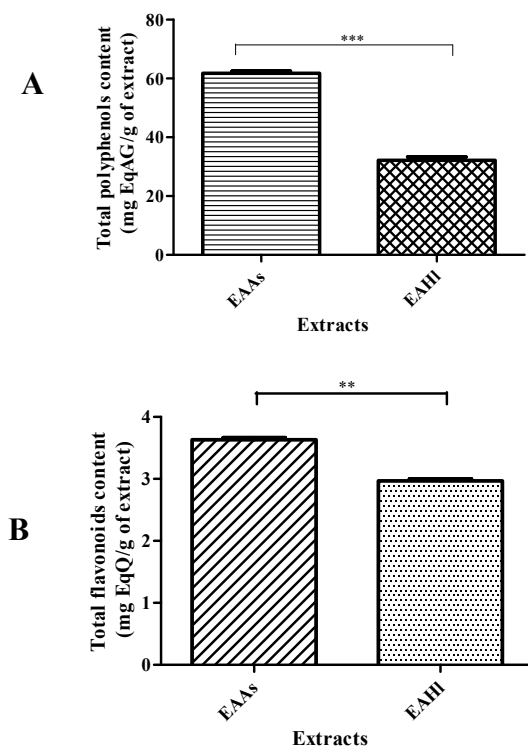 A
Total polyphenols content
(mg EqAG/g of extract)
80
60
40
20
0
***
EAAs
EAHl
Extracts
B
Total flavonoids content
(mg EqQ/g of extract)
4
3
2
1
0
**
EAAs
EAHl
Extracts